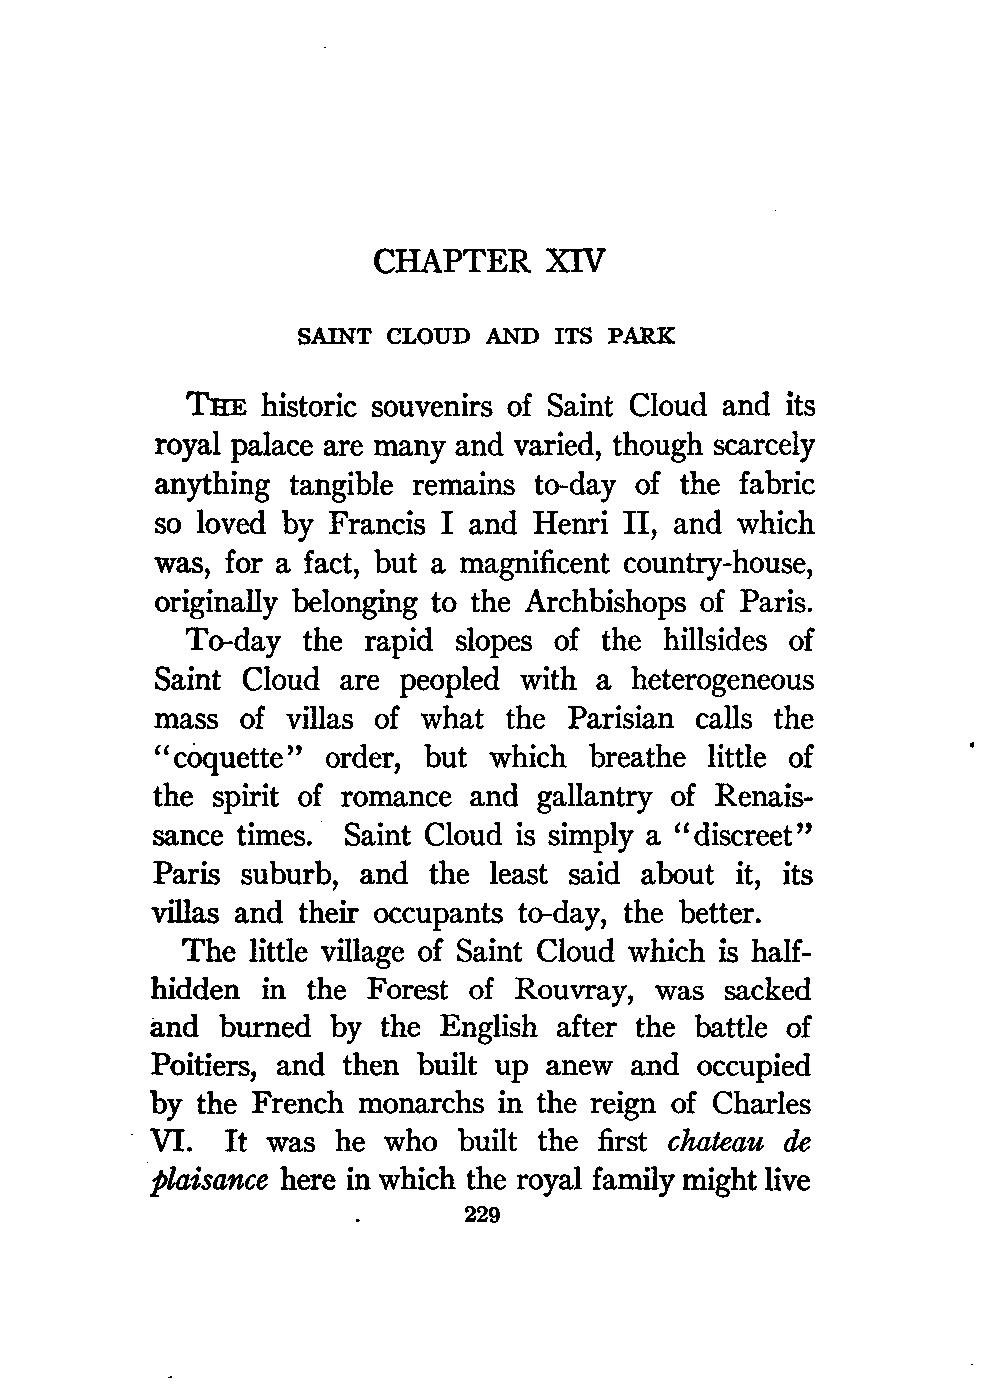 CHAPTER XIV
SAINT CLOUD AND ITS PARK
THE historic souvenirs of Saint Cloud and its
royal palace are many and varied, though scarcely
anything tangible remains to-day of the fabric
so loved by Francis I and Henri II, and which
was, for a fact, but a magnificent country-house,
originally belonging to the Archbishops of Paris.
To-day the rapid slopes of the hillsides of
Saint Cloud are peopled with a heterogeneous
mass of villas of what the Parisian calls the
"coquette" order, but which breathe little of
the spirit of romance and gallantry of Renais-
sance times. Saint Cloud is simply a "discreet"
Paris suburb, and the least said about it, its
villas and their occupants to-day, the better.
The little village of Saint Cloud which is half-
hidden in the Forest of Rouvray, was sacked
and burned by the English after the battle of
Poitiers, and then built up anew and occupied
by the French monarchs in the reign of Charles
VI. It was he who built the first chateau de
plaisance here in which the royal family might live
229